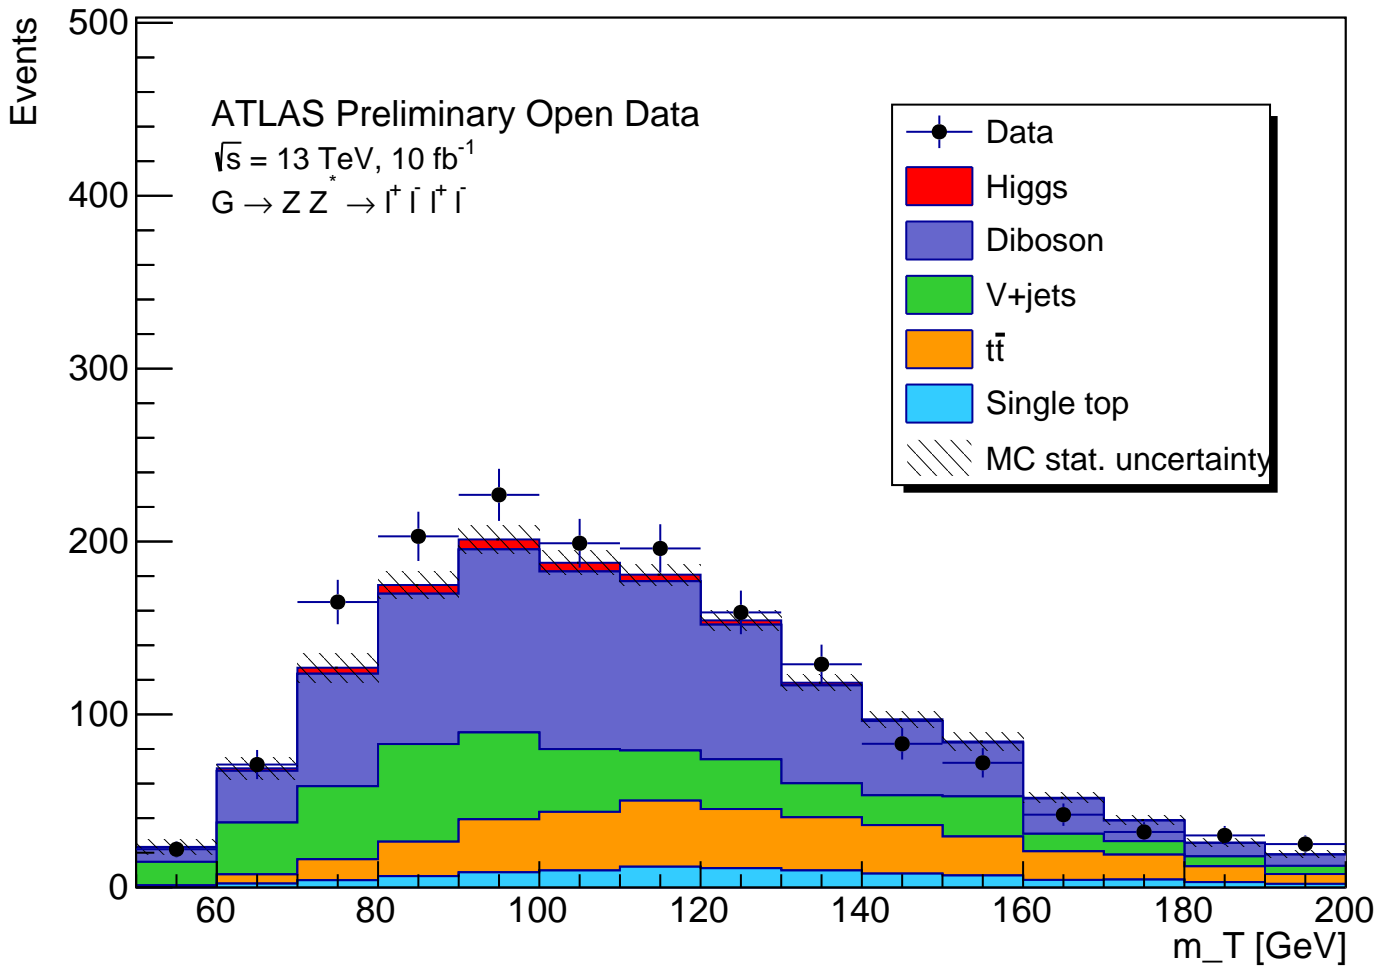 Events
500
400
300
200
100
0
ATLAS Preliminary Open Data
√s = 13 TeV, 10 fb⁻¹
G → Z Z* → l⁺ l⁻ l⁺ l⁻
Data
Higgs
Diboson
V+jets
tt̄
Single top
MC stat. uncertainty
60 80 100 120 140 160 180 200
m_T [GeV]